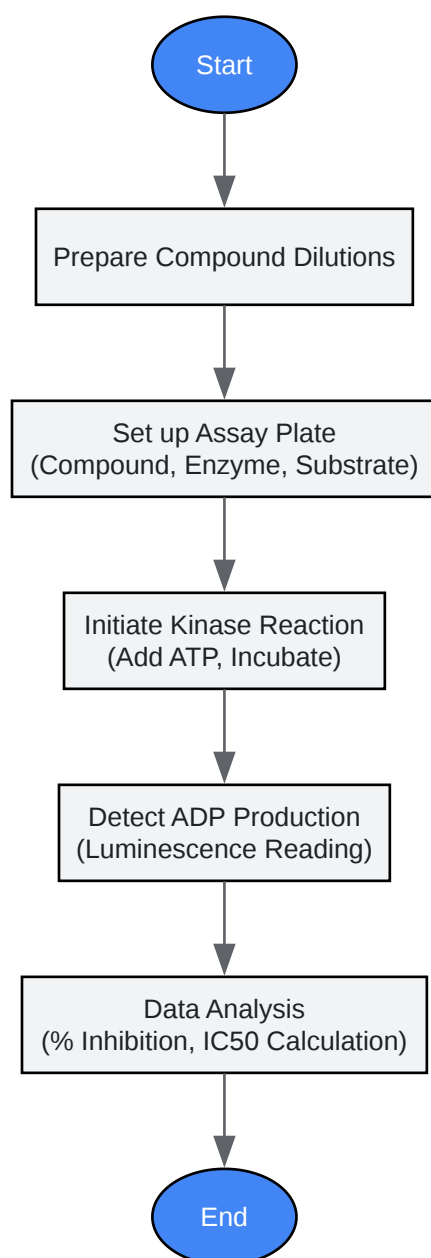 Start
Prepare Compound Dilutions
Set up Assay Plate
(Compound, Enzyme, Substrate)
Initiate Kinase Reaction
(Add ATP, Incubate)
Detect ADP Production
(Luminescence Reading)
Data Analysis
(% Inhibition, IC50 Calculation)
End